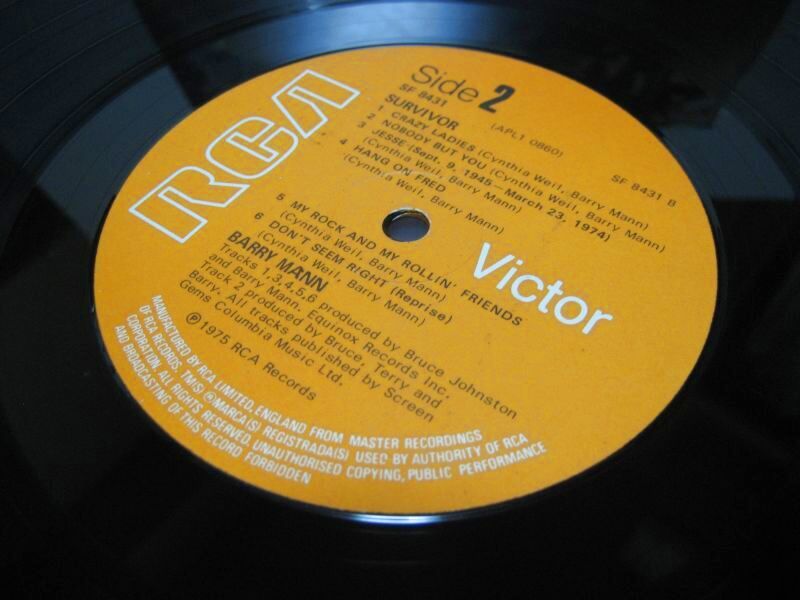 RCA
Side 2
SF 8431
(APL1 0860)
SF 8431 B
SURVIVOR
1 CRAZY LADIES (Cynthia Weil, Barry Mann)
2 NOBODY BUT YOU (Cynthia Weil, Barry Mann)
3 JESSE (Sept. 9, 1945—March 23, 1974)
(Cynthia Weil, Barry Mann)
4 HANG ON FRED
(Cynthia Weil, Barry Mann)
Victor
5 MY ROCK AND MY ROLLIN' FRIENDS
(Cynthia Weil, Barry Mann)
6 DON'T SEEM RIGHT (Reprise)
(Cynthia Weil, Barry Mann)
BARRY MANN
Tracks 1,3,4,5,6 produced by Bruce Johnston
and Barry Mann. Equinox Records Inc.
Track 2 produced by Bruce, Terry and
Barry. All tracks published by Screen
Gems Columbia Music Ltd.
℗ 1975 RCA Records
MANUFACTURED BY RCA LIMITED, ENGLAND FROM MASTER RECORDINGS
OF RCA RECORDS. TM(S) ® MARCA(S) REGISTRADA(S) USED BY AUTHORITY OF RCA
CORPORATION. ALL RIGHTS RESERVED. UNAUTHORISED COPYING, PUBLIC PERFORMANCE
AND BROADCASTING OF THIS RECORD FORBIDDEN